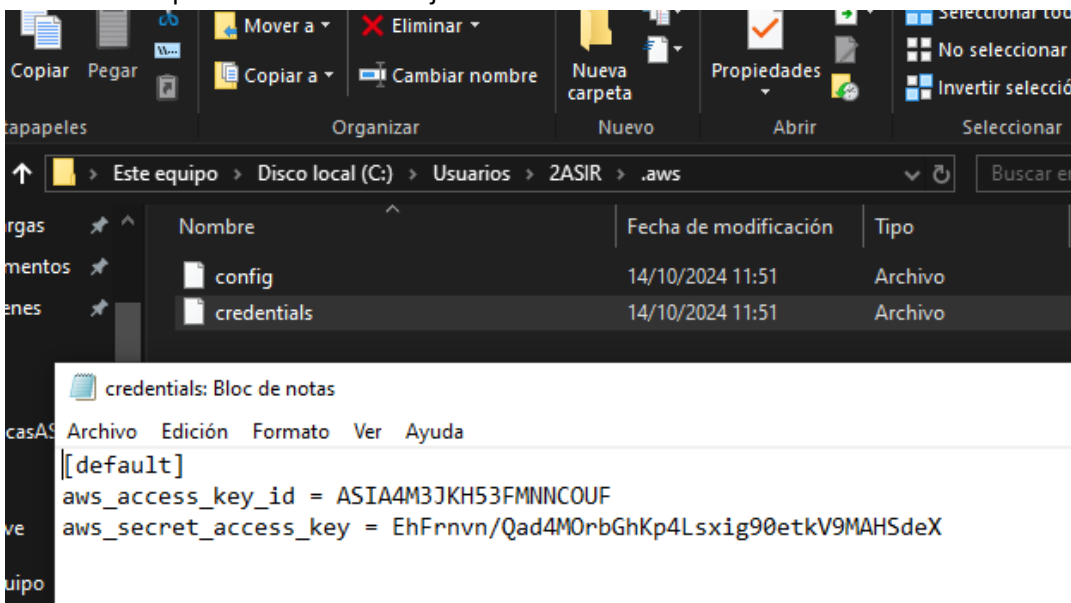 Mover a
Eliminar
Copiar
Pegar
Copiar a
Cambiar nombre
Nueva
carpeta
Propiedades
Seleccionar tod
No seleccionar
Invertir selecció
tapapeles
Organizar
Nuevo
Abrir
Seleccionar
Este equipo > Disco local (C:) > Usuarios > 2ASIR > .aws
Buscar e
rgas
Nombre
Fecha de modificación
Tipo
mentos
config
14/10/2024 11:51
Archivo
enes
credentials
14/10/2024 11:51
Archivo
credentials: Bloc de notas
casAS
Archivo Edición Formato Ver Ayuda
[default]
aws_access_key_id = ASIA4M3JKH53FMNNCOUF
ve
aws_secret_access_key = EhFrnvn/Qad4MOrbGhKp4Lsxig90etkV9MAHSdeX
uipo